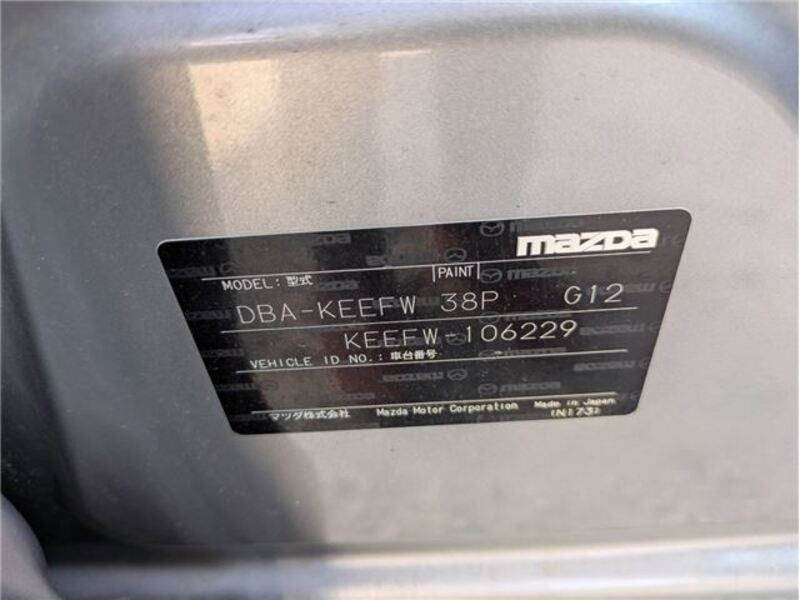 mazda
MODEL: 型式 PAINT
DBA-KEEFW 38P G12
KEEFW-106229
VEHICLE ID NO.: 車台番号
マツダ株式会社 Mazda Motor Corporation Made in Japan
(N173)